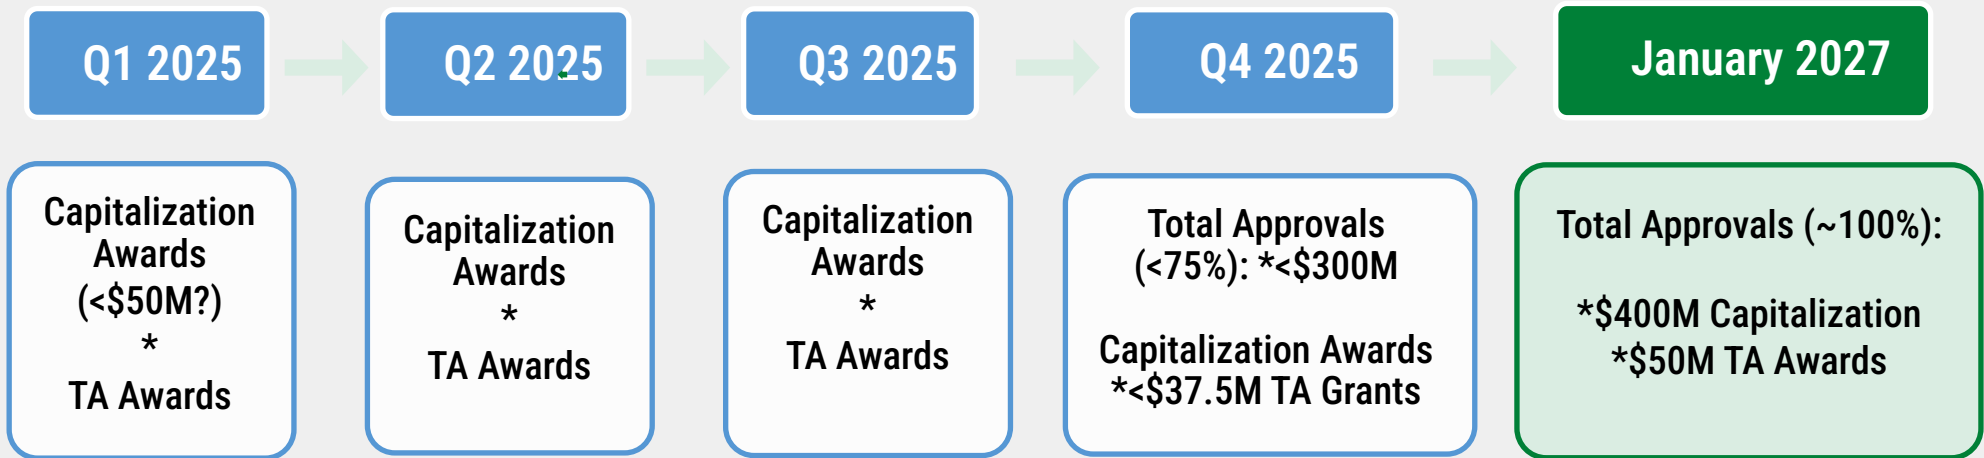 Q1 2025
Q2 2025
Q3 2025
Q4 2025
January 2027
Capitalization
Awards
(<$50M?)
*
TA Awards
Capitalization
Awards
*
TA Awards
Capitalization
Awards
*
TA Awards
Total Approvals
(<75%): *<$300M
Capitalization Awards
*<$37.5M TA Grants
Total Approvals (~100%):
*$400M Capitalization
*$50M TA Awards